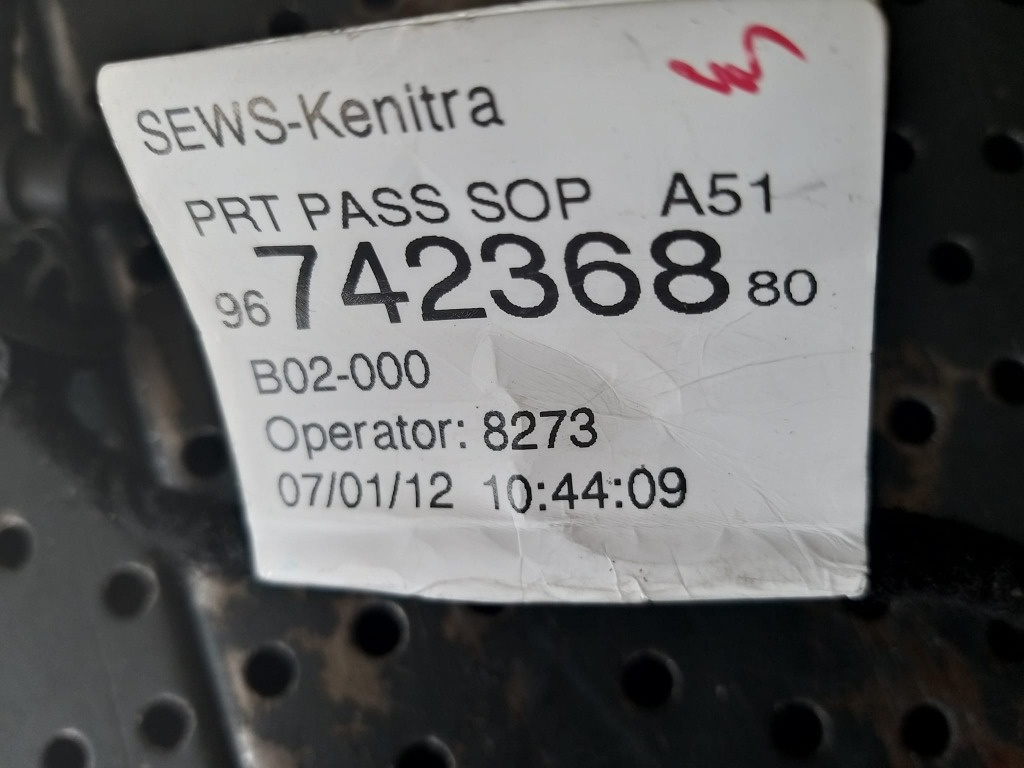 SEWS-Kenitra
PRT PASS SOP A51
96 742368 80
B02-000
Operator: 8273
07/01/12 10:44:09